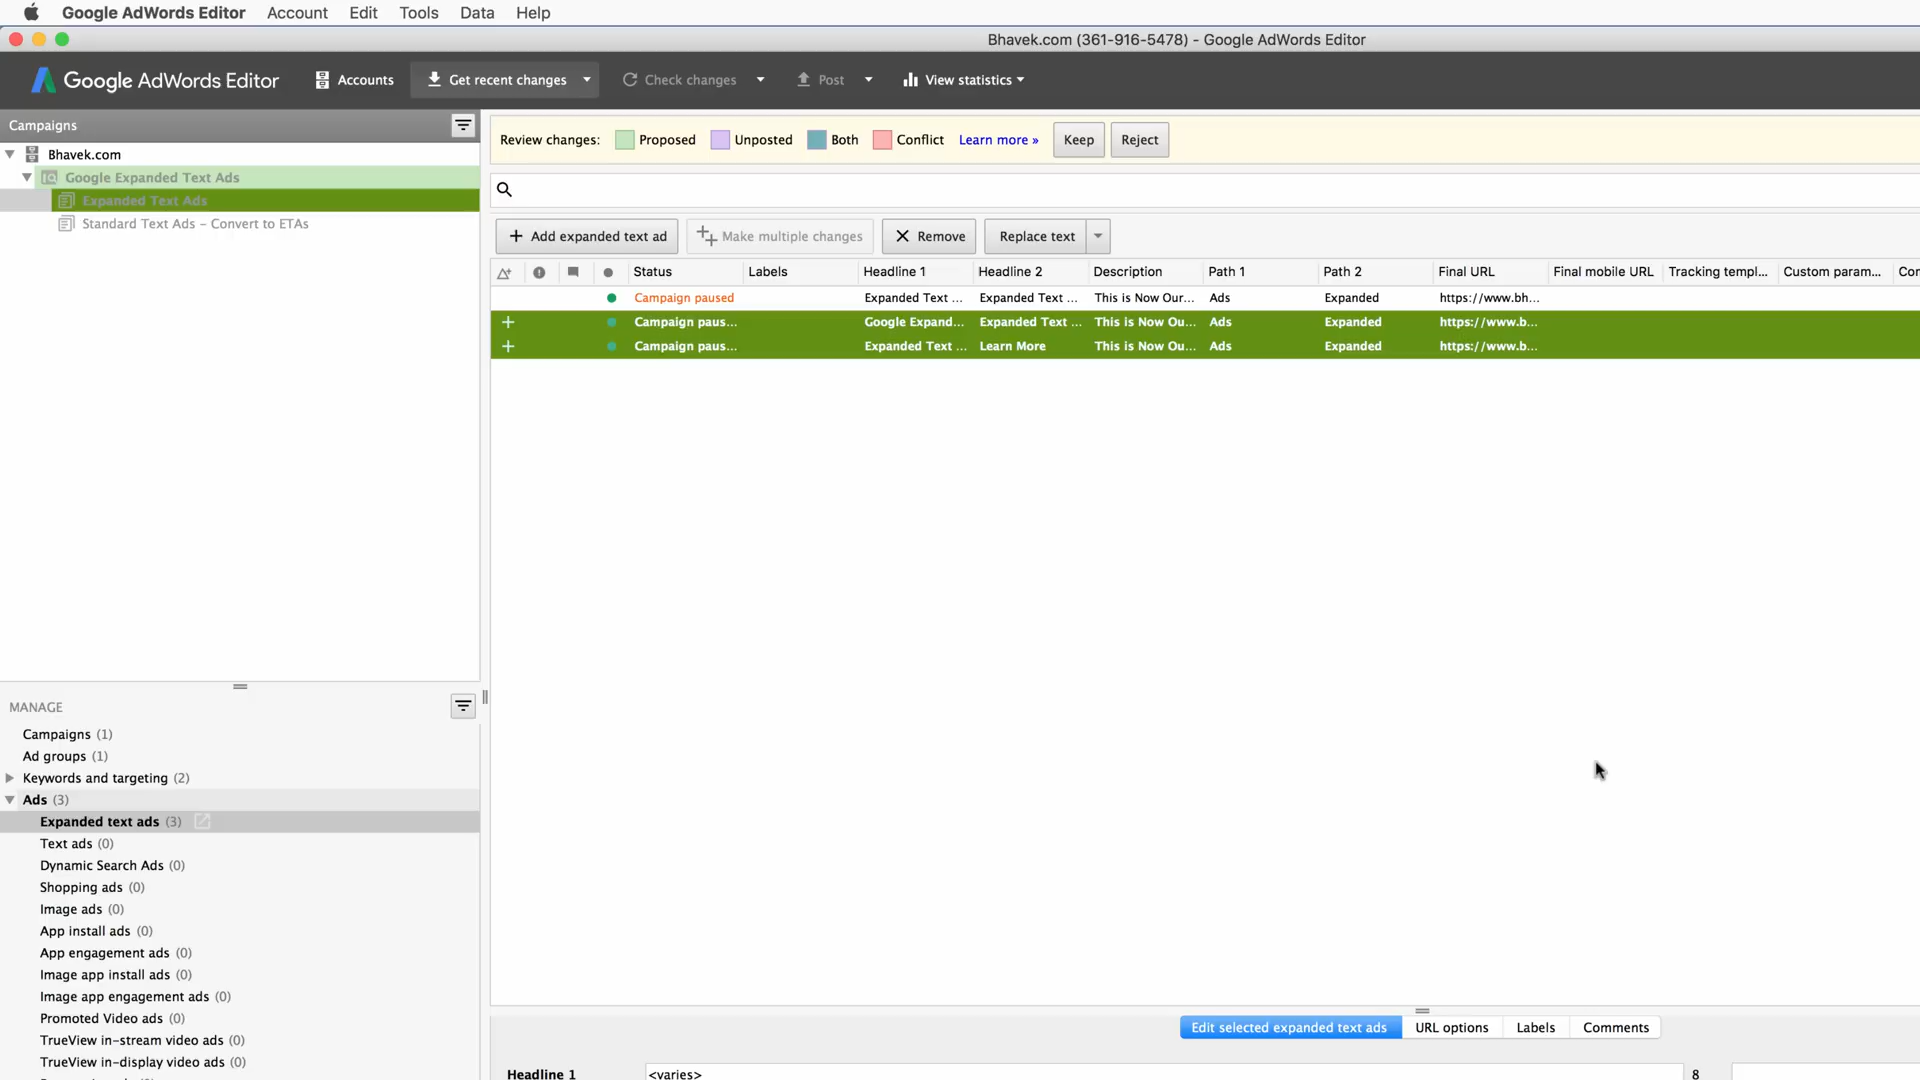 Google AdWords Editor Account Edit Tools Data Help
Bhavek.com (361-916-5478) - Google AdWords Editor
Google AdWords Editor Accounts Get recent changes Check changes Post View statistics
Campaigns
Bhavek.com
Google Expanded Text Ads
Expanded Text Ads
Standard Text Ads - Convert to ETAs
Review changes: Proposed Unposted Both Conflict Learn more » Keep Reject
Add expanded text ad Make multiple changes Remove Replace text
Status Labels Headline 1 Headline 2 Description Path 1 Path 2 Final URL Final mobile URL Tracking templ... Custom param... Con
Campaign paused Expanded Text ... Expanded Text ... This is Now Our... Ads Expanded https://www.bh...
Campaign paus... Google Expand... Expanded Text ... This is Now Ou... Ads Expanded https://www.b...
Campaign paus... Expanded Text ... Learn More This is Now Ou... Ads Expanded https://www.b...
MANAGE
Campaigns (1)
Ad groups (1)
Keywords and targeting (2)
Ads (3)
Expanded text ads (3)
Text ads (0)
Dynamic Search Ads (0)
Shopping ads (0)
Image ads (0)
App install ads (0)
App engagement ads (0)
Image app install ads (0)
Image app engagement ads (0)
Promoted Video ads (0)
TrueView in-stream video ads (0)
TrueView in-display video ads (0)
Edit selected expanded text ads URL options Labels Comments
Headline 1 <varies> 8